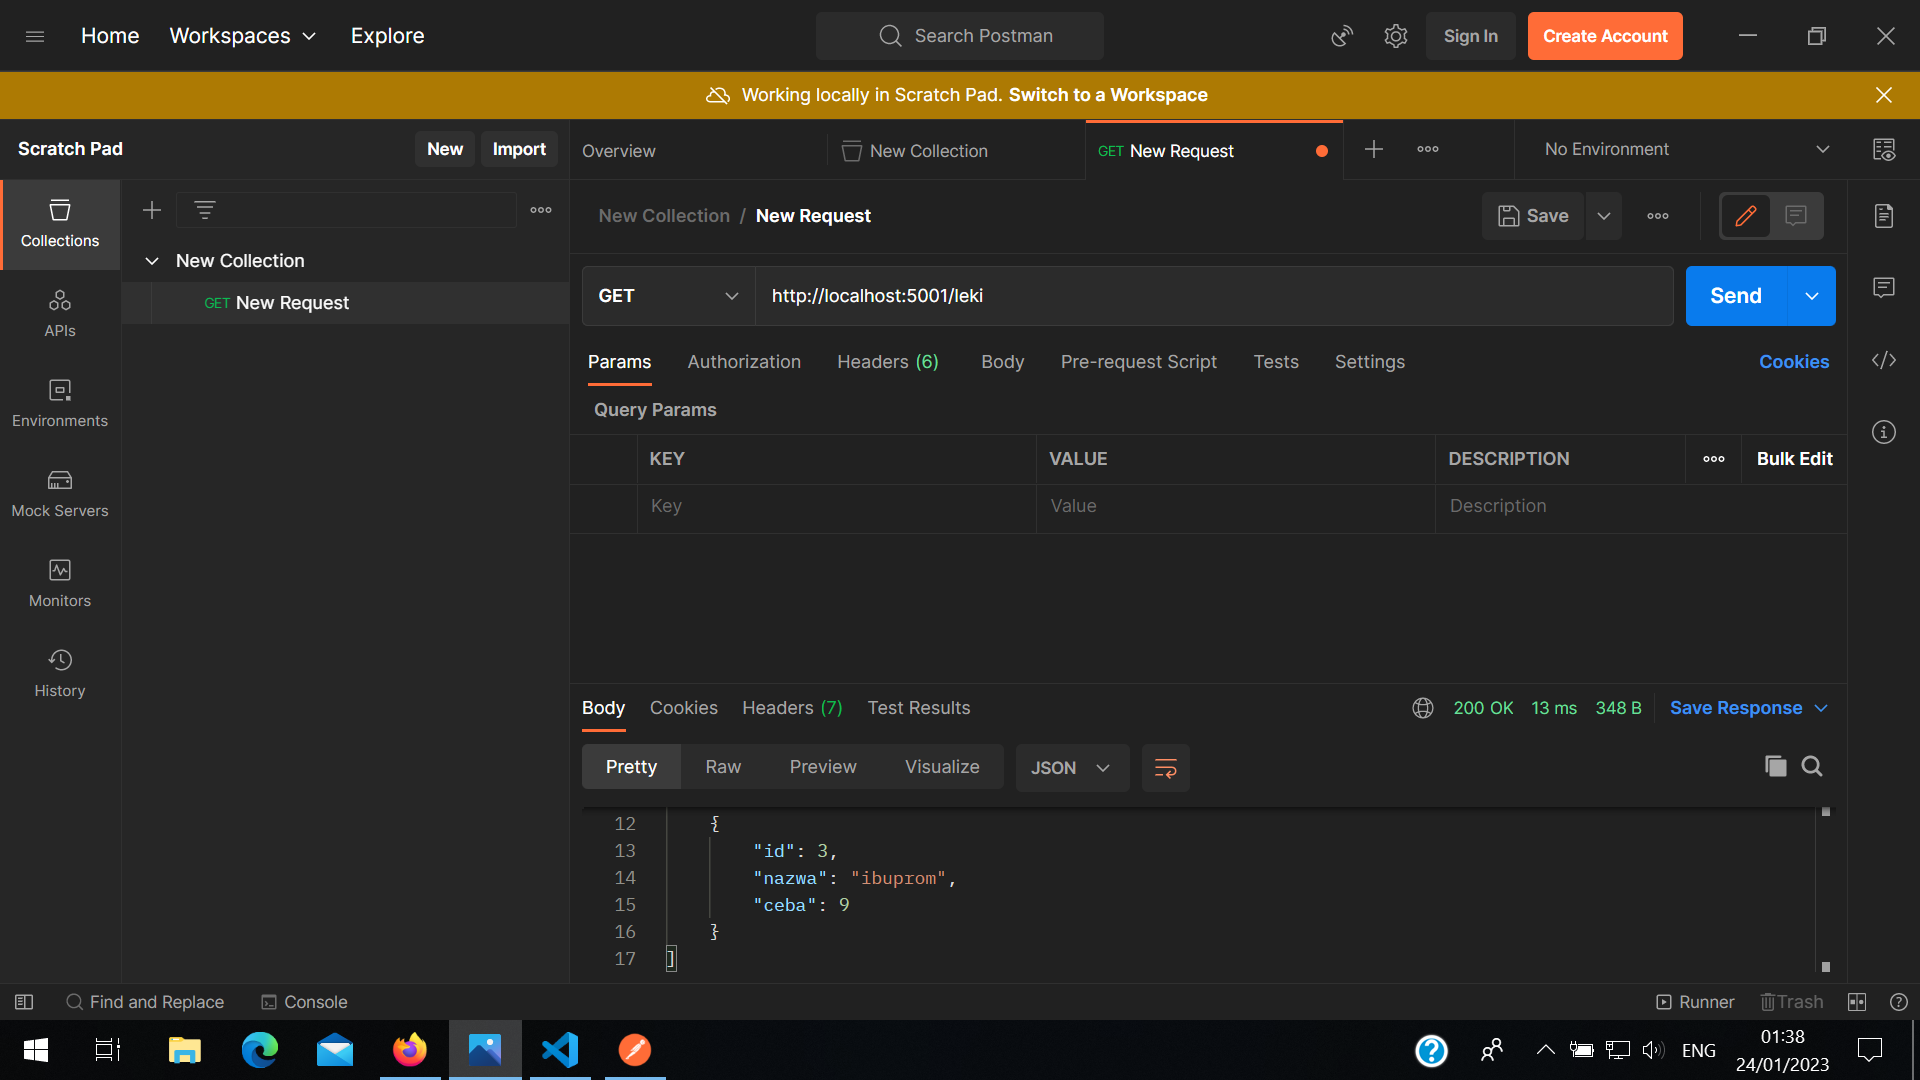 Home Workspaces Explore Search Postman Sign In Create Account
Working locally in Scratch Pad. Switch to a Workspace
Scratch Pad New Import Overview New Collection GET New Request No Environment
Collections
New Collection / New Request Save
New Collection
GET New Request
GET http://localhost:5001/leki Send
APIs
Params Authorization Headers (6) Body Pre-request Script Tests Settings Cookies
Query Params
Environments
KEY VALUE DESCRIPTION Bulk Edit
Key Value Description
Mock Servers
Monitors
History
Body Cookies Headers (7) Test Results 200 OK 13 ms 348 B Save Response
Pretty Raw Preview Visualize JSON
12 {
13 "id": 3,
14 "nazwa": "ibuprom",
15 "ceba": 9
16 }
17 ]
Find and Replace Console Runner Trash
ENG 01:38
24/01/2023